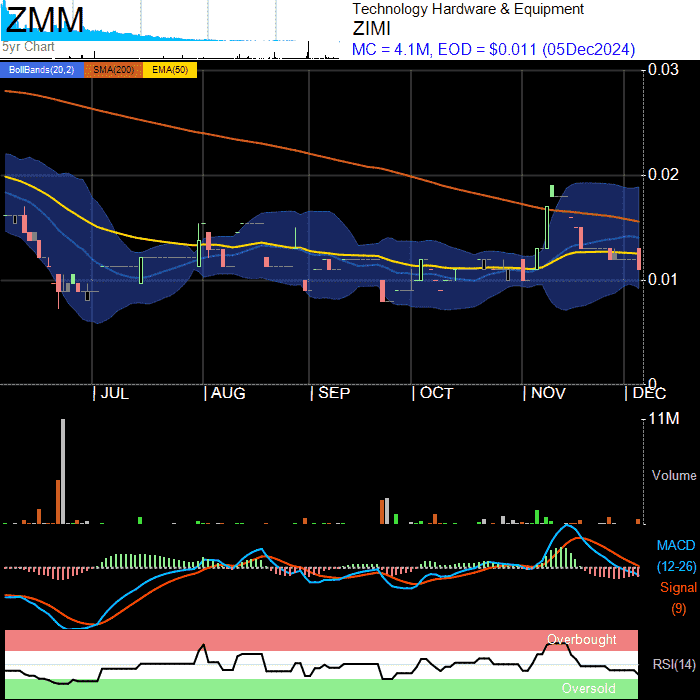 ZMM
5yr Chart
Technology Hardware & Equipment
ZIMI
MC = 4.1M, EOD = $0.011 (05Dec2024)
BollBands(20,2) SMA(200) EMA(50)
0.03
0.02
0.01
0
JUL AUG SEP OCT NOV DEC
11M
Volume
MACD
(12-26)
Signal
(9)
Overbought
RSI(14)
Oversold